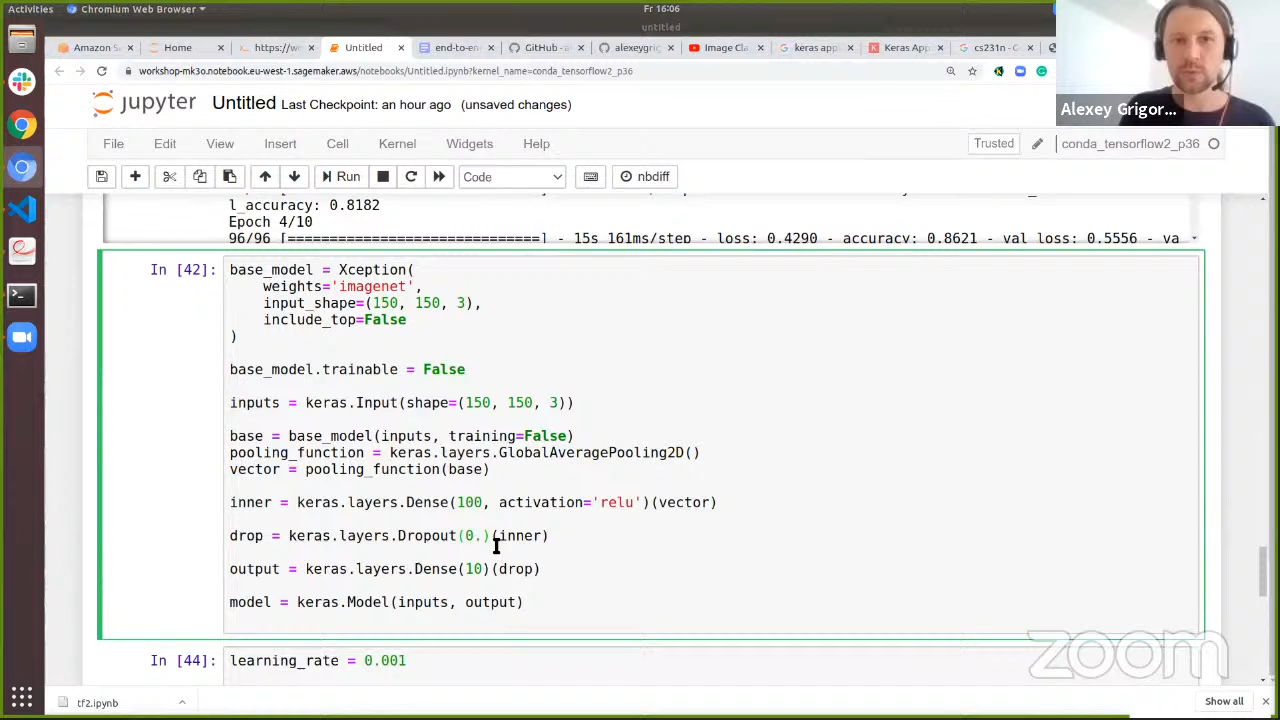 Activities
Chromium Web Browser
Fr 16:06
untitled
Amazon S
Home
https://w
Untitled
end-to-en
GitHub - a
alexeygrig
Image Cla
keras app
Keras App
cs231n - C
workshop-mk3o.notebook.eu-west-1.sagemaker.aws/notebooks/Untitled.ipynb?kernel_name=conda_tensorflow2_p36
Alexey Grigor...
jupyter Untitled Last Checkpoint: an hour ago (unsaved changes)
File Edit View Insert Cell Kernel Widgets Help
Trusted
conda_tensorflow2_p36
Run
Code
nbdiff
l_accuracy: 0.8182
Epoch 4/10
96/96 [==============================] - 15s 161ms/step - loss: 0.4290 - accuracy: 0.8621 - val_loss: 0.5556 - va
In [42]:
base_model = Xception(
    weights='imagenet',
    input_shape=(150, 150, 3),
    include_top=False
)
base_model.trainable = False
inputs = keras.Input(shape=(150, 150, 3))
base = base_model(inputs, training=False)
pooling_function = keras.layers.GlobalAveragePooling2D()
vector = pooling_function(base)
inner = keras.layers.Dense(100, activation='relu')(vector)
drop = keras.layers.Dropout(0.)(inner)
output = keras.layers.Dense(10)(drop)
model = keras.Model(inputs, output)
In [44]:
learning_rate = 0.001
zoom
tf2.ipynb
Show all